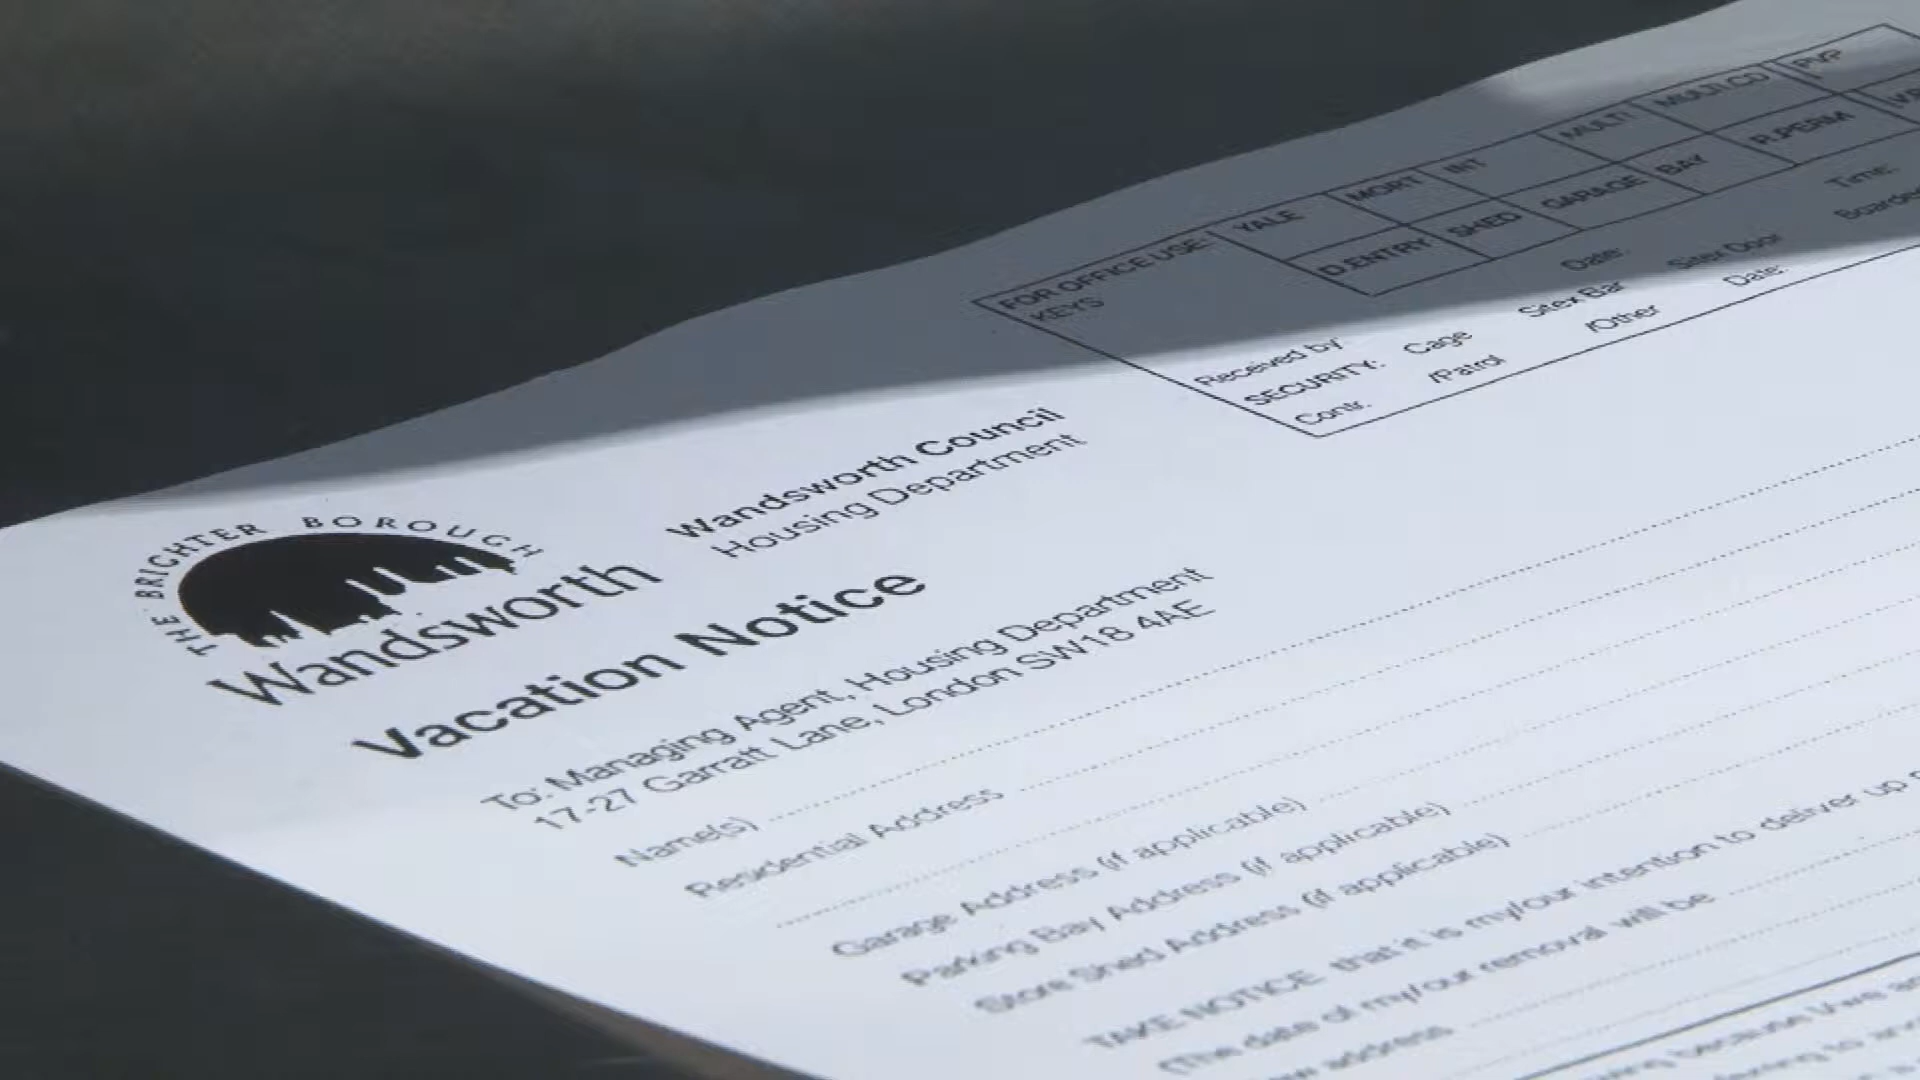 FOR OFFICE USE: YALE MORT INT MULTI MULTI CD PVP
KEYS D.ENTRY SHED GARAGE BAY R.PERM
Received by Date: Time:
SECURITY: Cage Sitex Bar Sitex Door Boarded
Contr. /Patrol /Other Date:
THE BRIGHTER BOROUGH
Wandsworth
Wandsworth Council
Housing Department
Vacation Notice
To: Managing Agent, Housing Department
17-27 Garratt Lane, London SW18 4AE
Name(s)
Residential Address
Garage Address (if applicable)
Parking Bay Address (if applicable)
Store Shed Address (if applicable)
TAKE NOTICE that it is my/our intention to deliver up
(The date of my/our removal will be
address
because I/we